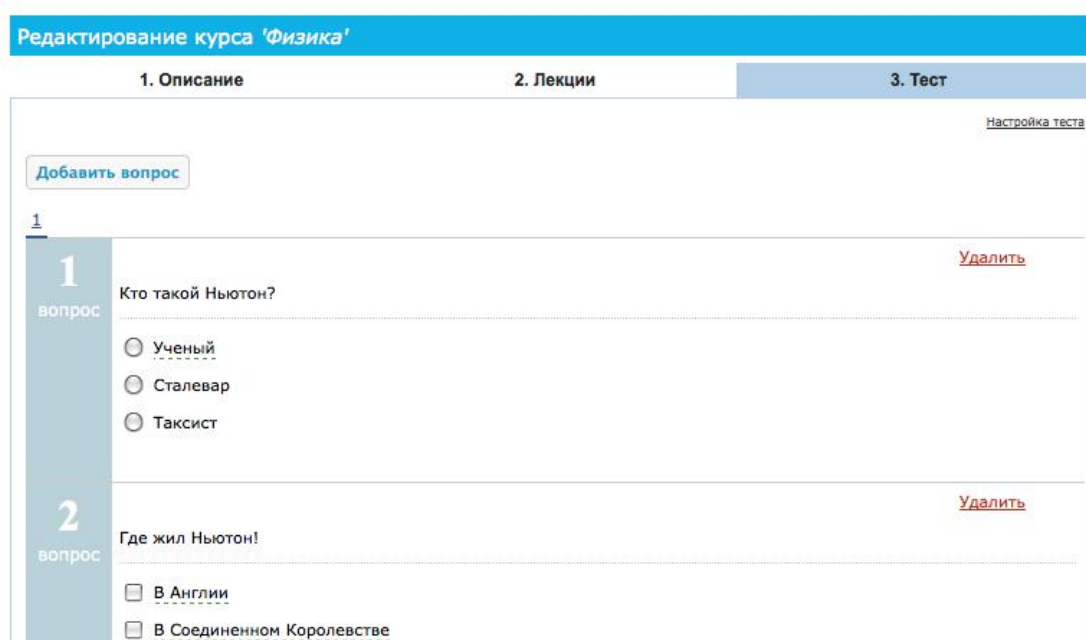 Редактирование курса 'Физика'
1. Описание 2. Лекции 3. Тест
Настройка теста
Добавить вопрос
1
1 вопрос
Удалить
Кто такой Ньютон?
Ученый
Сталевар
Таксист
2 вопрос
Удалить
Где жил Ньютон!
В Англии
В Соединенном Королевстве